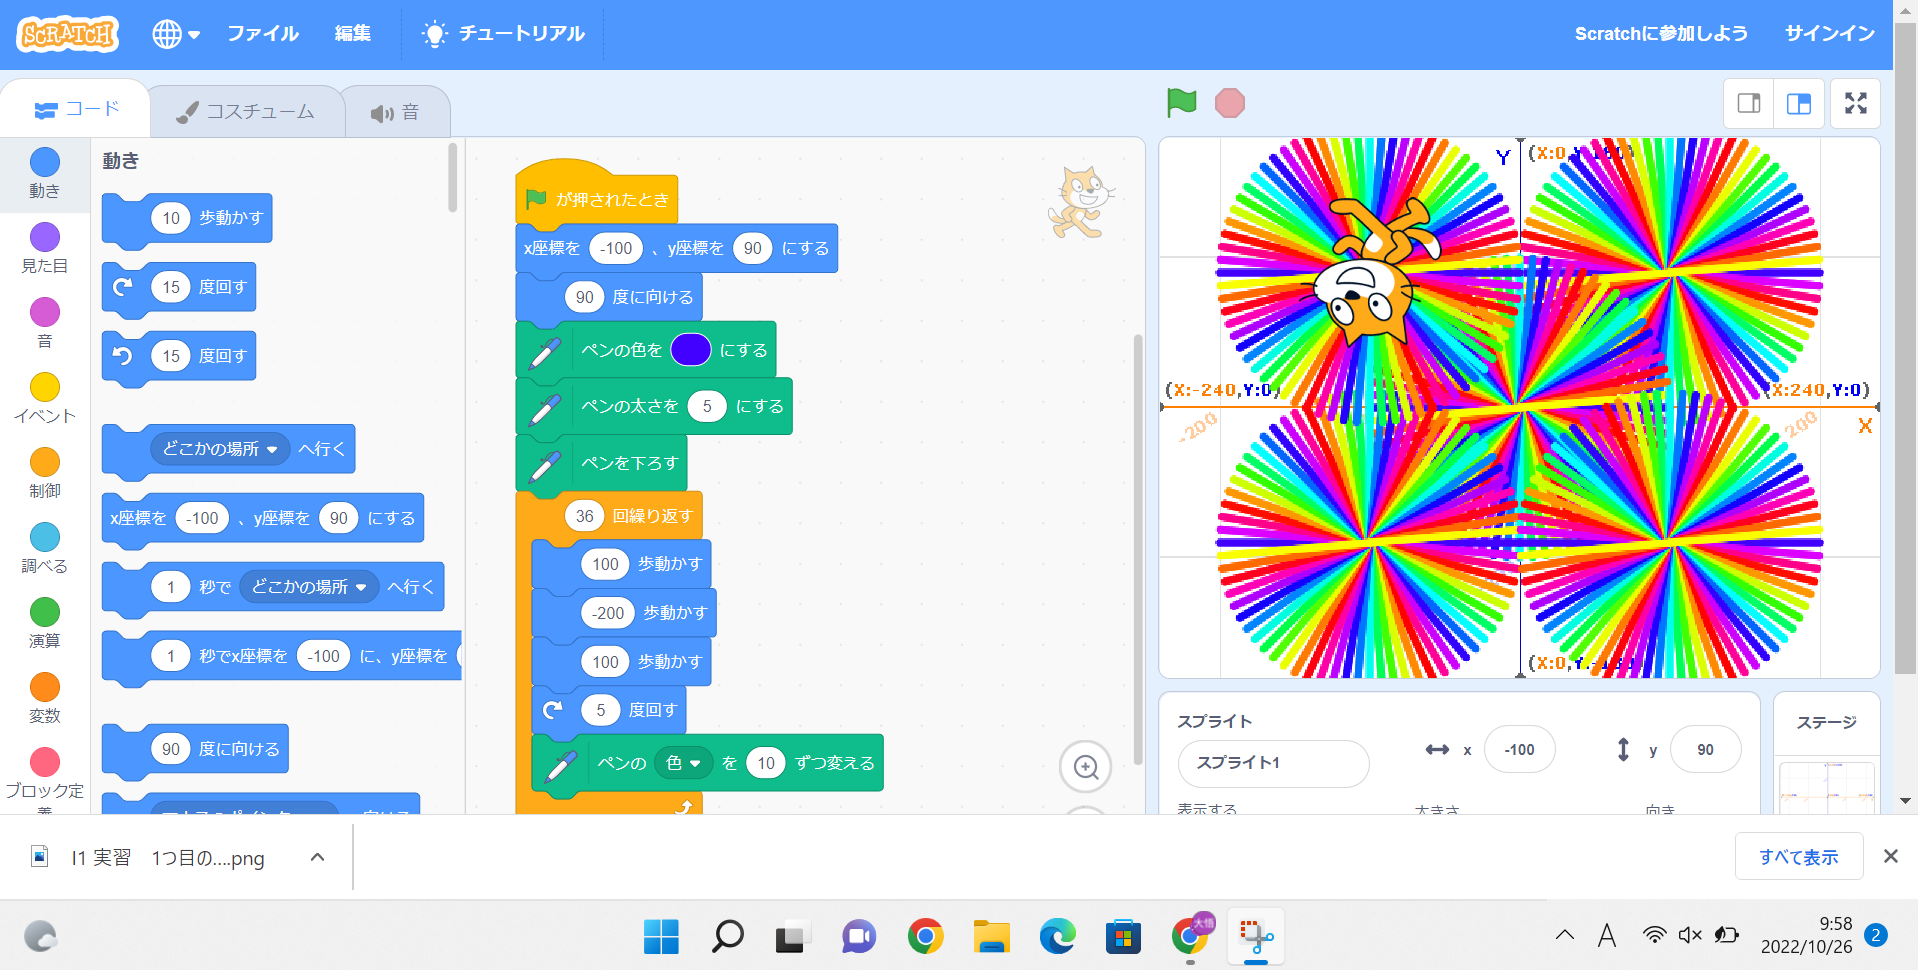 SCRATCH
ファイル
編集
チュートリアル
Scratchに参加しよう
サインイン
コード
コスチューム
音
動き
見た目
音
イベント
制御
調べる
演算
変数
ブロック定
動き
10 歩動かす
15 度回す
15 度回す
どこかの場所 へ行く
x座標を -100 、y座標を 90 にする
1 秒で どこかの場所 へ行く
1 秒でx座標を -100 に、y座標を
90 度に向ける
が押されたとき
x座標を -100 、y座標を 90 にする
90 度に向ける
ペンの色を にする
ペンの太さを 5 にする
ペンを下ろす
36 回繰り返す
100 歩動かす
-200 歩動かす
100 歩動かす
5 度回す
ペンの 色 を 10 ずつ変える
Y
(X:0,
(X:-240,Y:0)
(X:240,Y:0)
-200
200
X
(X:0,
スプライト
スプライト1
x -100
y 90
表示する
大きさ
向き
ステージ
I1 実習 1つ目の....png
すべて表示
大悟
A
9:58
2022/10/26
2